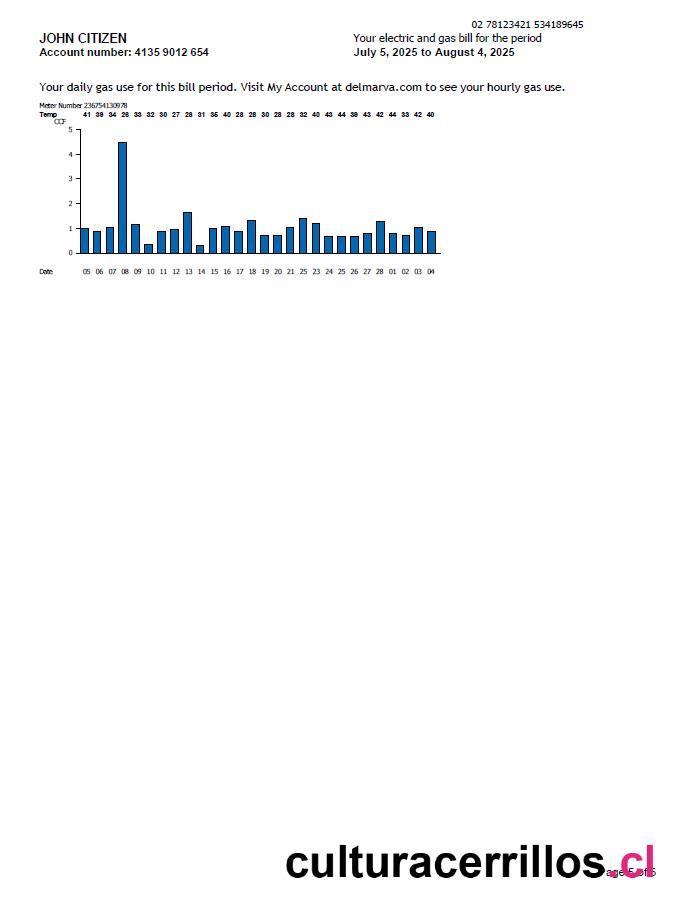 02 78123421 534189645
JOHN CITIZEN
Your electric and gas bill for the period
Account number: 4135 9012 654
July 5, 2025 to August 4, 2025
Your daily gas use for this bill period. Visit My Account at delmarva.com to see your hourly gas use.
Meter Number 236754130978
Temp 41 39 34 26 33 32 30 27 28 31 35 40 28 28 30 28 28 32 40 43 44 39 43 42 44 33 42 40
CCF
5
4
3
2
1
0
Date 05 06 07 08 09 10 11 12 13 14 15 16 17 18 19 20 21 25 23 24 25 26 27 28 01 02 03 04
culturacerrillos.cl